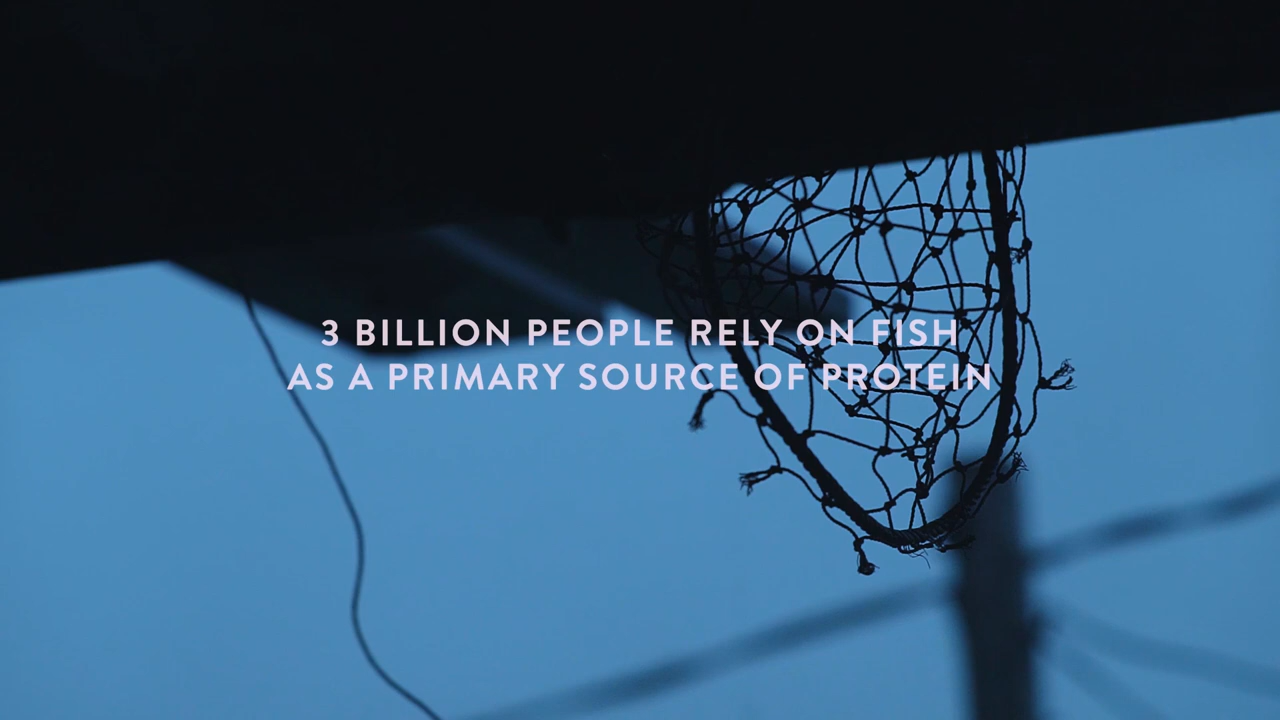 3 BILLION PEOPLE RELY ON FISH
AS A PRIMARY SOURCE OF PROTEIN